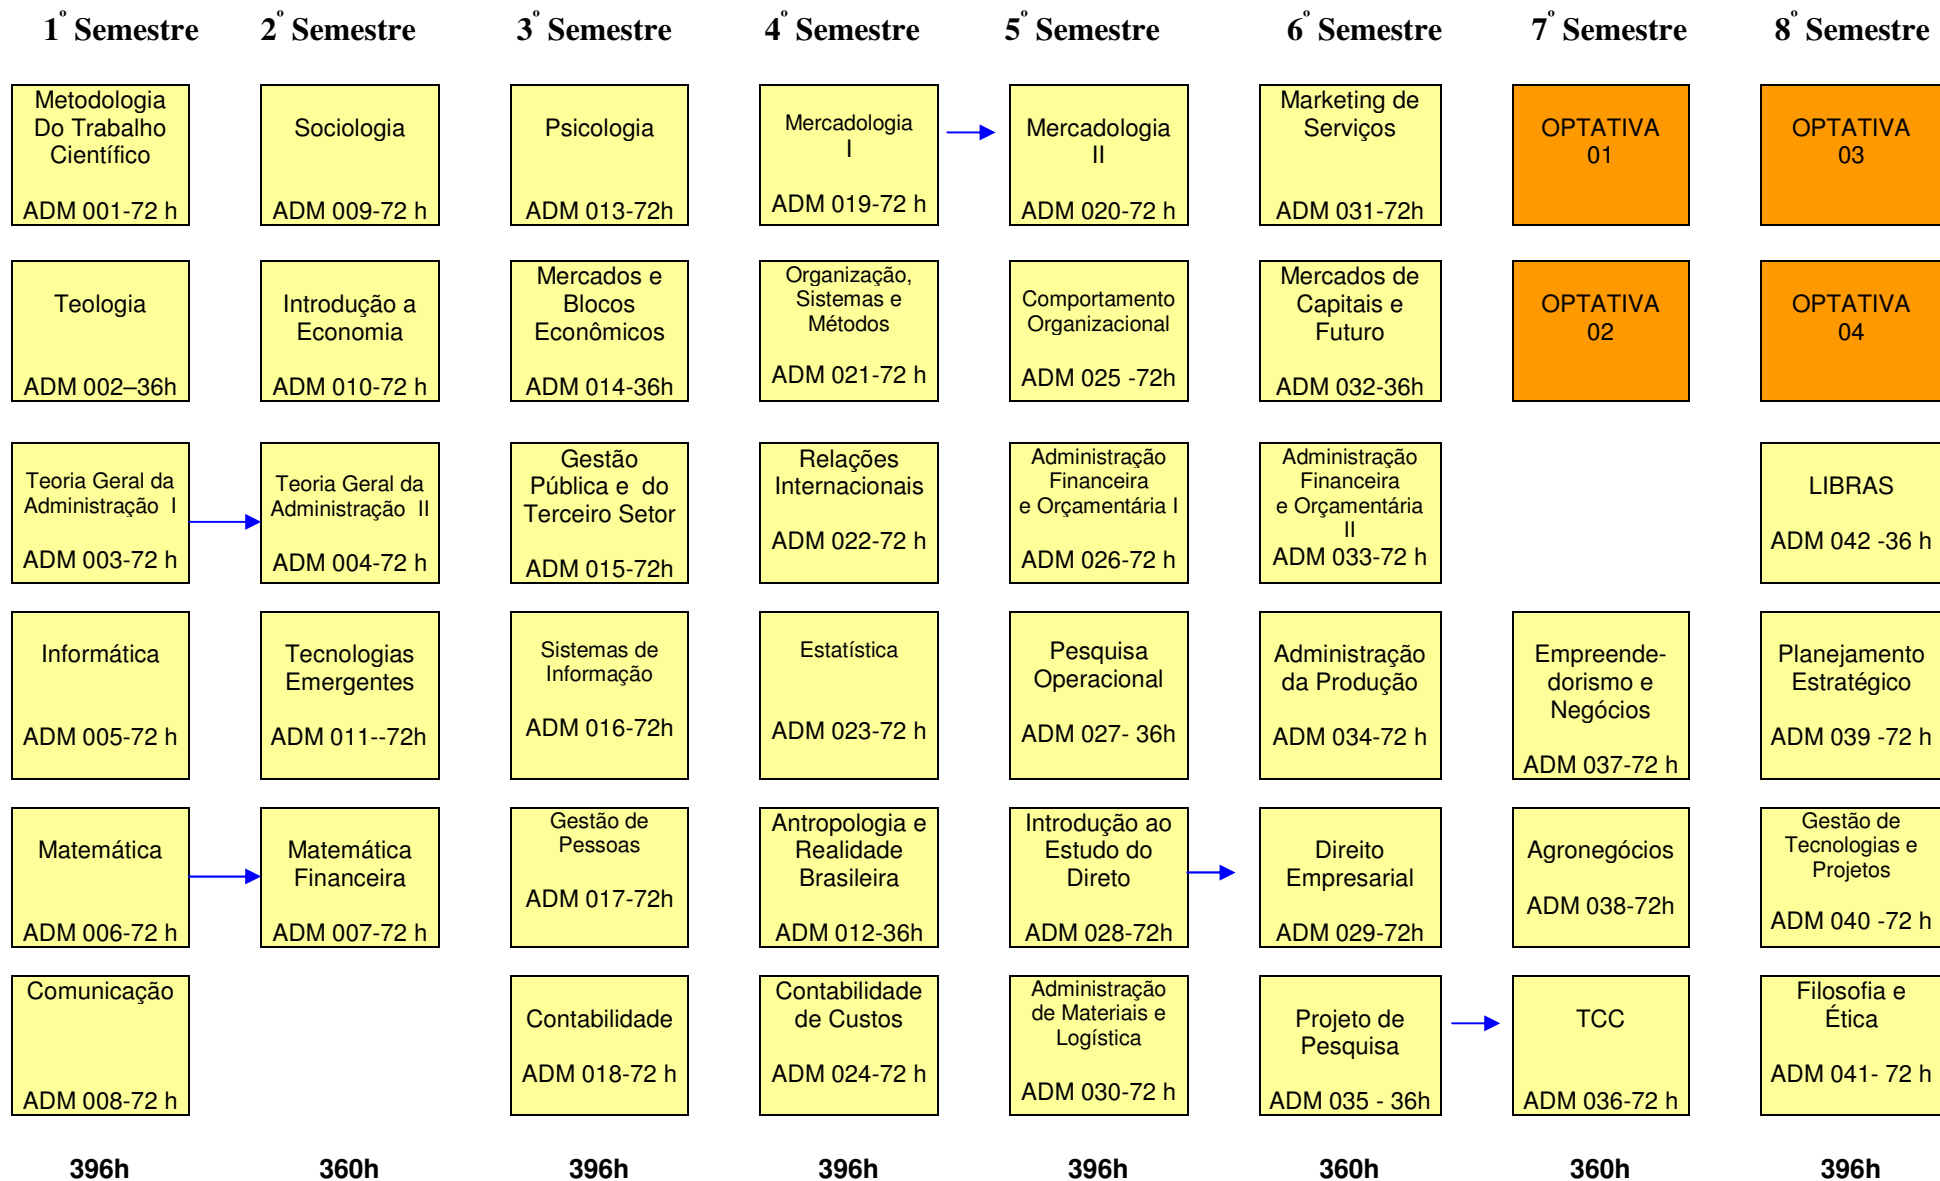 1º Semestre
2º Semestre
3º Semestre
4º Semestre
5º Semestre
6º Semestre
7º Semestre
8º Semestre
Metodologia
Do Trabalho
Científico
ADM 001-72 h
Sociologia
ADM 009-72 h
Psicologia
ADM 013-72h
Mercadologia
I
ADM 019-72 h
Mercadologia
II
ADM 020-72 h
Marketing de
Serviços
ADM 031-72h
OPTATIVA
01
OPTATIVA
03
Teologia
ADM 002–36h
Introdução a
Economia
ADM 010-72 h
Mercados e
Blocos
Econômicos
ADM 014-36h
Organização,
Sistemas e
Métodos
ADM 021-72 h
Comportamento
Organizacional
ADM 025 -72h
Mercados de
Capitais e
Futuro
ADM 032-36h
OPTATIVA
02
OPTATIVA
04
Teoria Geral da
Administração  I
ADM 003-72 h
Teoria Geral da
Administração  II
ADM 004-72 h
Gestão
Pública e  do
Terceiro Setor
ADM 015-72h
Relações
Internacionais
ADM 022-72 h
Administração
Financeira
e Orçamentária I
ADM 026-72 h
Administração
Financeira
e Orçamentária
II
ADM 033-72 h
LIBRAS
ADM 042 -36 h
Informática
ADM 005-72 h
Tecnologias
Emergentes
ADM 011--72h
Sistemas de
Informação
ADM 016-72h
Estatística
ADM 023-72 h
Pesquisa
Operacional
ADM 027- 36h
Administração
da Produção
ADM 034-72 h
Empreende-
dorismo e
Negócios
ADM 037-72 h
Planejamento
Estratégico
ADM 039 -72 h
Matemática
ADM 006-72 h
Matemática
Financeira
ADM 007-72 h
Gestão de
Pessoas
ADM 017-72h
Antropologia e
Realidade
Brasileira
ADM 012-36h
Introdução ao
Estudo do
Direto
ADM 028-72h
Direito
Empresarial
ADM 029-72h
Agronegócios
ADM 038-72h
Gestão de
Tecnologias e
Projetos
ADM 040 -72 h
Comunicação
ADM 008-72 h
Contabilidade
ADM 018-72 h
Contabilidade
de Custos
ADM 024-72 h
Administração
de Materiais e
Logística
ADM 030-72 h
Projeto de
Pesquisa
ADM 035 - 36h
TCC
ADM 036-72 h
Filosofia e
Ética
ADM 041- 72 h
396h
360h
396h
396h
396h
360h
360h
396h